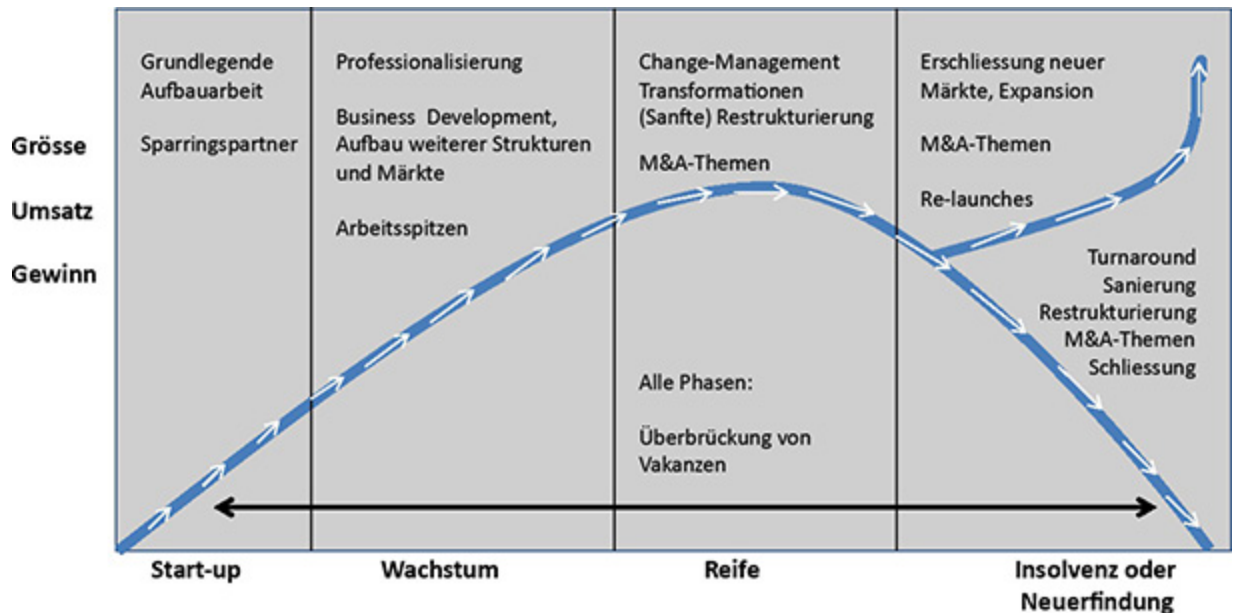 Grundlegende
Aufbauarbeit
Sparringspartner
Professionalisierung
Business Development,
Aufbau weiterer Strukturen
und Märkte
Arbeitsspitzen
Change-Management
Transformationen
(Sanfte) Restrukturierung
M&A-Themen
Erschliessung neuer
Märkte, Expansion
M&A-Themen
Re-launches
Grösse
Umsatz
Gewinn
Turnaround
Sanierung
Restrukturierung
M&A-Themen
Schliessung
Alle Phasen:
Überbrückung von
Vakanzen
Start-up
Wachstum
Reife
Insolvenz oder
Neuerfindung